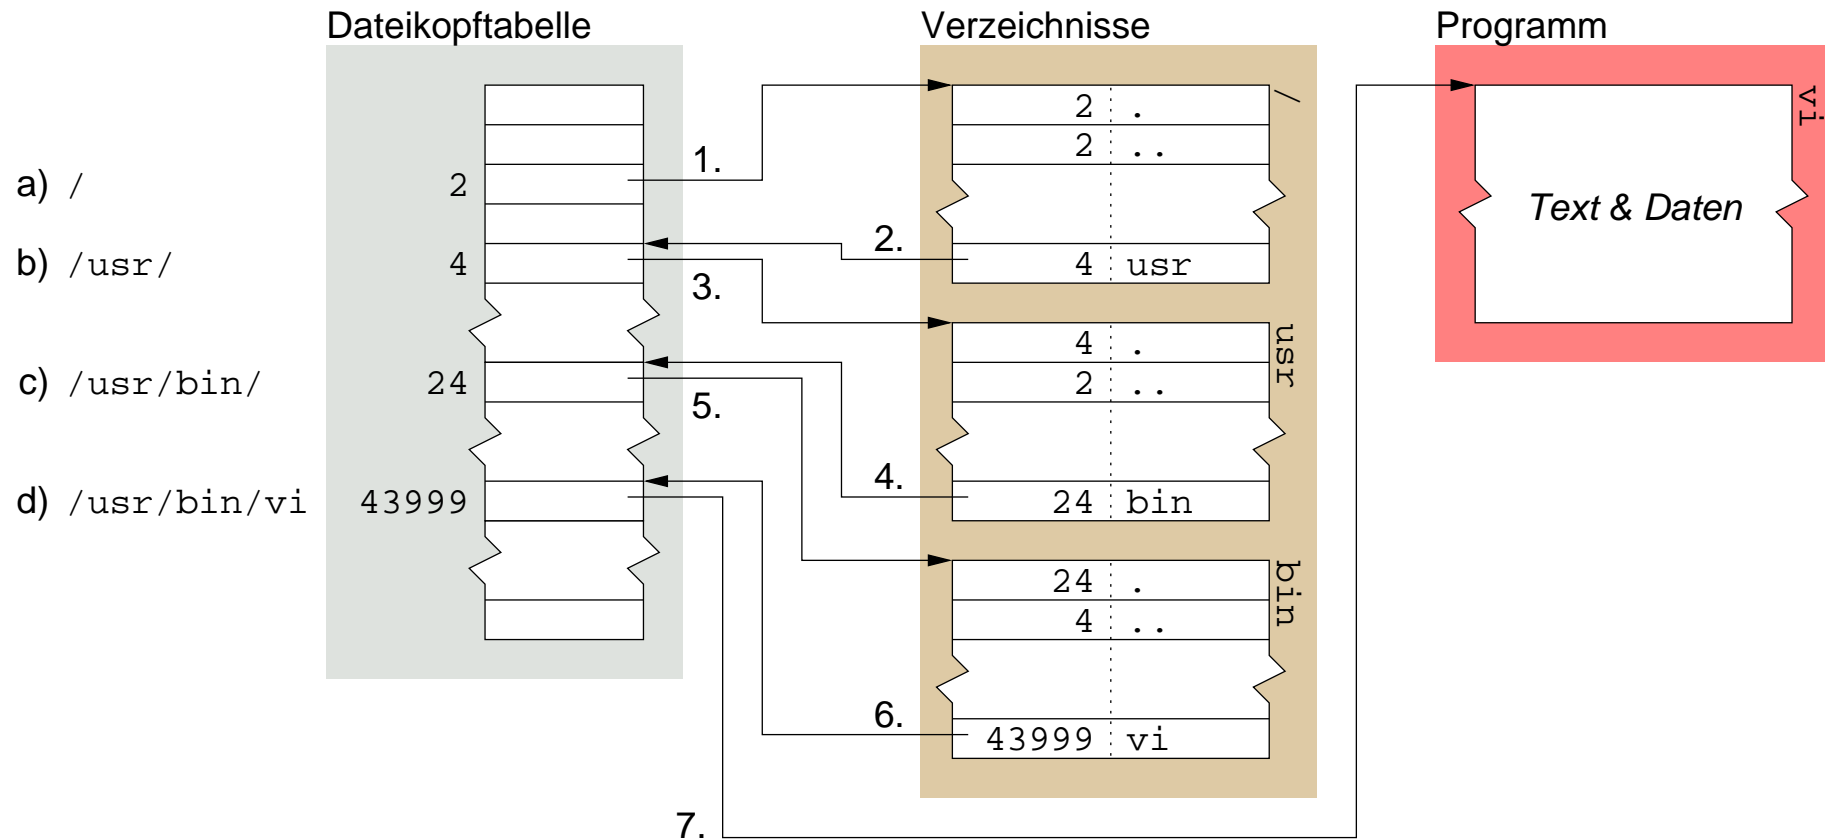 Dateikopftabelle
Verzeichnisse
Programm
a) /
2
b) /usr/
4
c) /usr/bin/
24
d) /usr/bin/vi
43999
1.
2.
3.
4.
5.
6.
7.
/
2 .
2 ..
4 usr
usr
4 .
2 ..
24 bin
bin
24 .
4 ..
43999 vi
vi
Text & Daten